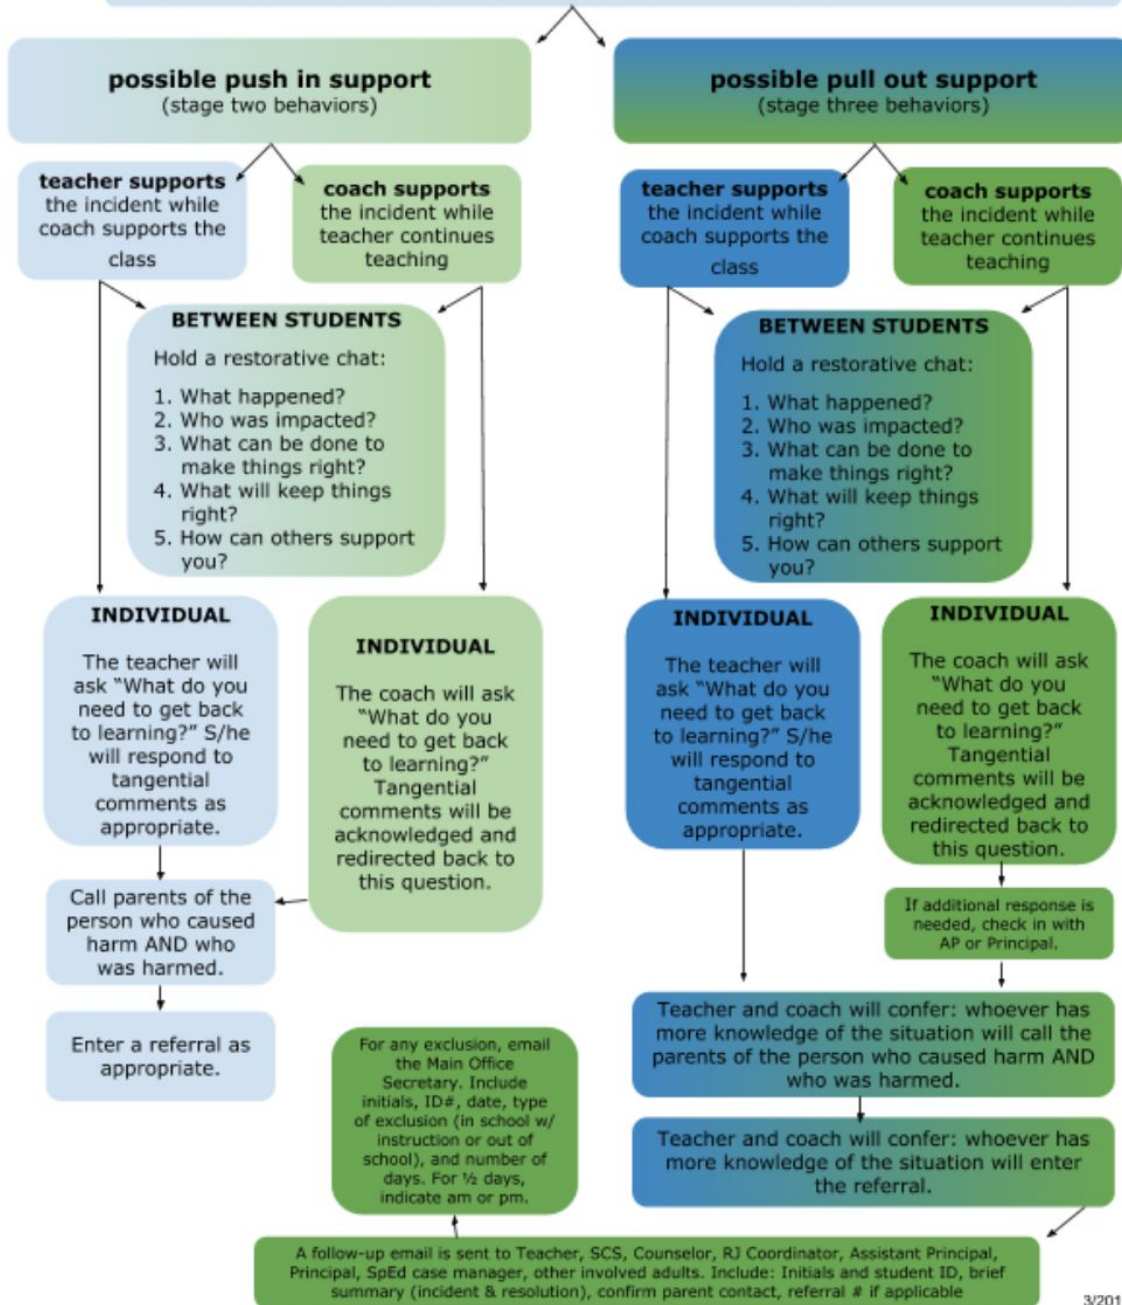 possible push in support
(stage two behaviors)
possible pull out support
(stage three behaviors)
teacher supports
the incident while
coach supports the
class
coach supports
the incident while
teacher continues
teaching
teacher supports
the incident while
coach supports the
class
coach supports
the incident while
teacher continues
teaching
BETWEEN STUDENTS
Hold a restorative chat:
1. What happened?
2. Who was impacted?
3. What can be done to
make things right?
4. What will keep things
right?
5. How can others support
you?
BETWEEN STUDENTS
Hold a restorative chat:
1. What happened?
2. Who was impacted?
3. What can be done to
make things right?
4. What will keep things
right?
5. How can others support
you?
INDIVIDUAL
The teacher will
ask “What do you
need to get back
to learning?” S/he
will respond to
tangential
comments as
appropriate.
INDIVIDUAL
The coach will ask
“What do you
need to get back
to learning?”
Tangential
comments will be
acknowledged and
redirected back to
this question.
INDIVIDUAL
The teacher will
ask “What do you
need to get back
to learning?” S/he
will respond to
tangential
comments as
appropriate.
INDIVIDUAL
The coach will ask
“What do you
need to get back
to learning?”
Tangential
comments will be
acknowledged and
redirected back to
this question.
Call parents of the
person who caused
harm AND who
was harmed.
If additional response is
needed, check in with
AP or Principal.
Enter a referral as
appropriate.
Teacher and coach will confer: whoever has
more knowledge of the situation will call the
parents of the person who caused harm AND
who was harmed.
For any exclusion, email
the Main Office
Secretary. Include
initials, ID#, date, type
of exclusion (in school w/
instruction or out of
school), and number of
days. For ½ days,
indicate am or pm.
Teacher and coach will confer: whoever has
more knowledge of the situation will enter
the referral.
A follow-up email is sent to Teacher, SCS, Counselor, RJ Coordinator, Assistant Principal,
Principal, SpEd case manager, other involved adults. Include: Initials and student ID, brief
summary (incident & resolution), confirm parent contact, referral # if applicable
3/201